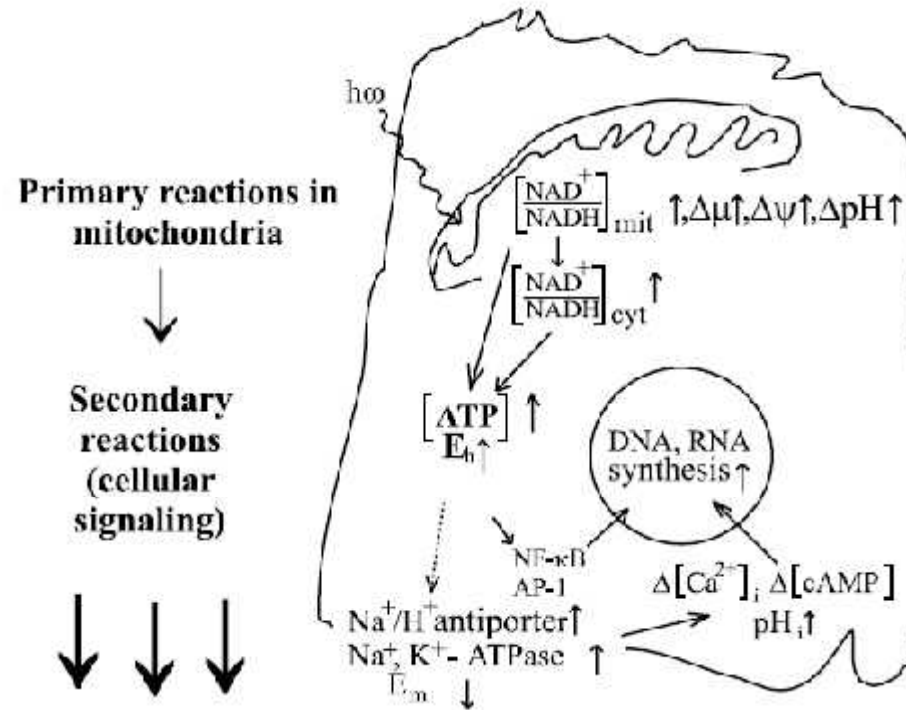 hω
Primary reactions in
mitochondria
[NAD⁺/NADH]mit ↑,Δμ↑,Δψ↑,ΔpH↑
[NAD⁺/NADH]cyt ↑
Secondary
reactions
(cellular
signaling)
[ATP] ↑
Eh↑
DNA, RNA
synthesis↑
NF-κB
AP-1
Δ[Ca²⁺]i Δ[cAMP]
pHi↑
Na⁺/H⁺antiporter↑
Na⁺, K⁺- ATPase ↑
Em ↓